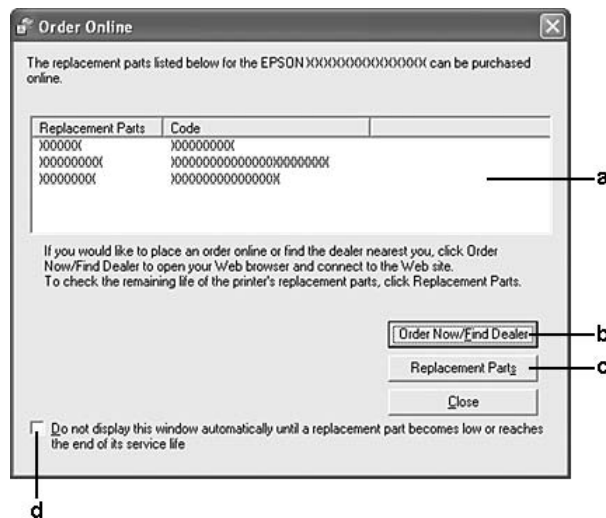 Order Online
The replacement parts listed below for the EPSON XXXXXXXXXXXXXXXX can be purchased
online.
Replacement Parts Code
XXXXXX XXXXXXXXX
XXXXXXXXX XXXXXXXXXXXXXXXXXXXXXXX
XXXXXXXX XXXXXXXXXXXXXXXX
a
If you would like to place an order online or find the dealer nearest you, click Order
Now/Find Dealer to open your Web browser and connect to the Web site.
To check the remaining life of the printer's replacement parts, click Replacement Parts.
Order Now/Find Dealer b
Replacement Parts c
Close
Do not display this window automatically until a replacement part becomes low or reaches
the end of its service life
d